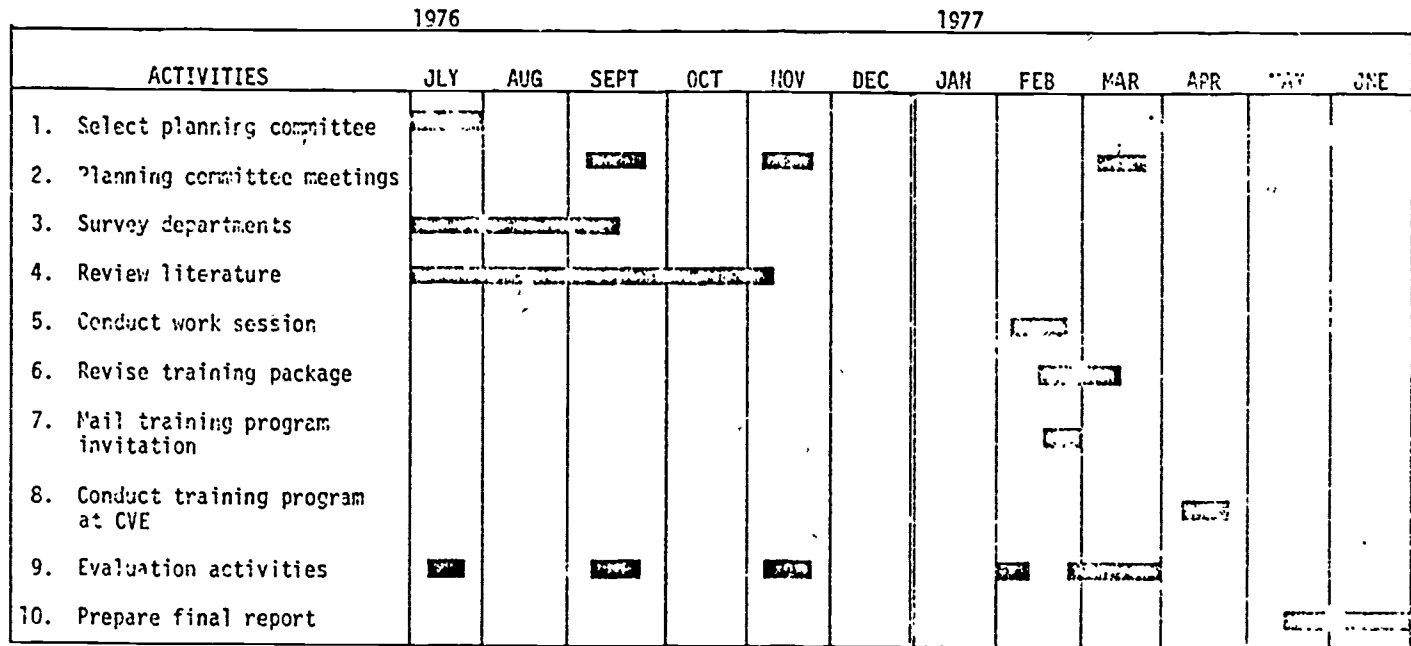 1976 1977
ACTIVITIES JLY AUG SEPT OCT NOV DEC JAN FEB MAR APR MAY JNE
1. Select planning committee
2. Planning committee meetings
3. Survey departments
4. Review literature
5. Conduct work session
6. Revise training package
7. Mail training program
invitation
8. Conduct training program
at CVE
9. Evaluation activities
10. Prepare final report